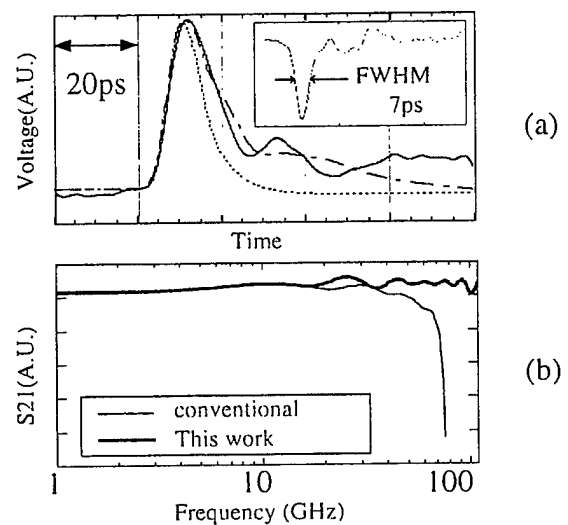 Voltage(A.U.)
20ps
FWHM
7ps
(a)
Time
S21(A.U.)
conventional
This work
(b)
1
10
100
Frequency (GHz)